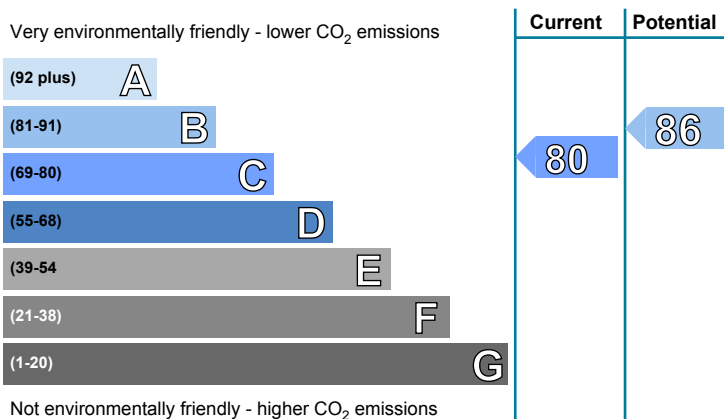 Current Potential
Very environmentally friendly - lower CO2 emissions
(92 plus) A
(81-91) B
86
(69-80) C
80
(55-68) D
(39-54 E
(21-38) F
(1-20) G
Not environmentally friendly - higher CO2 emissions